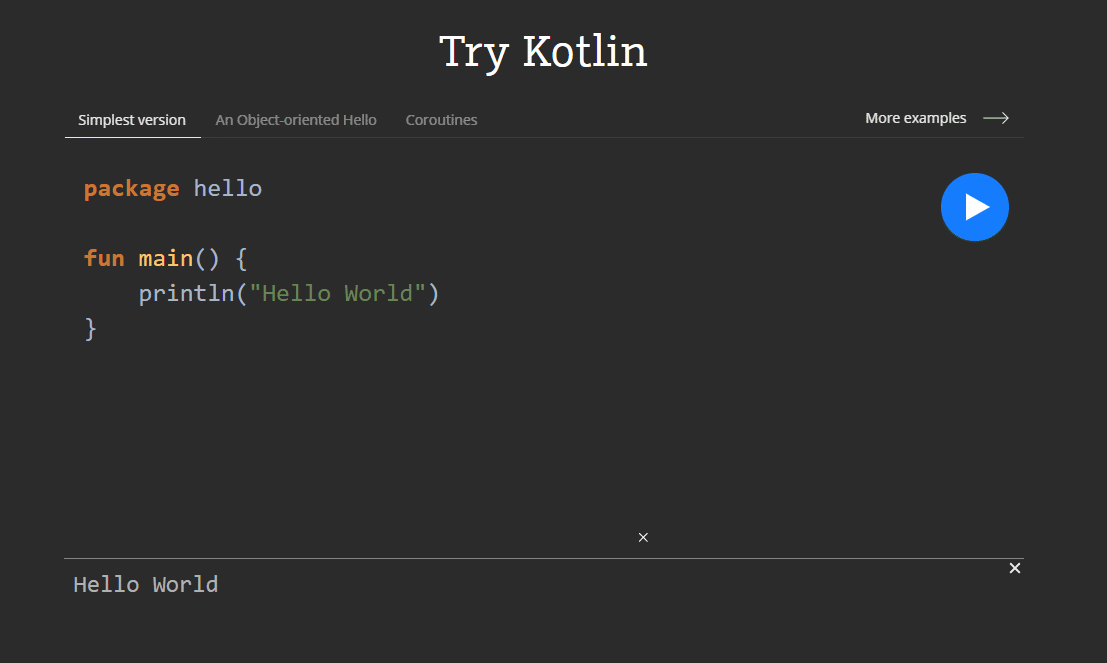 Try Kotlin
Simplest version An Object-oriented Hello Coroutines More examples
package hello
fun main() {
    println("Hello World")
}
Hello World